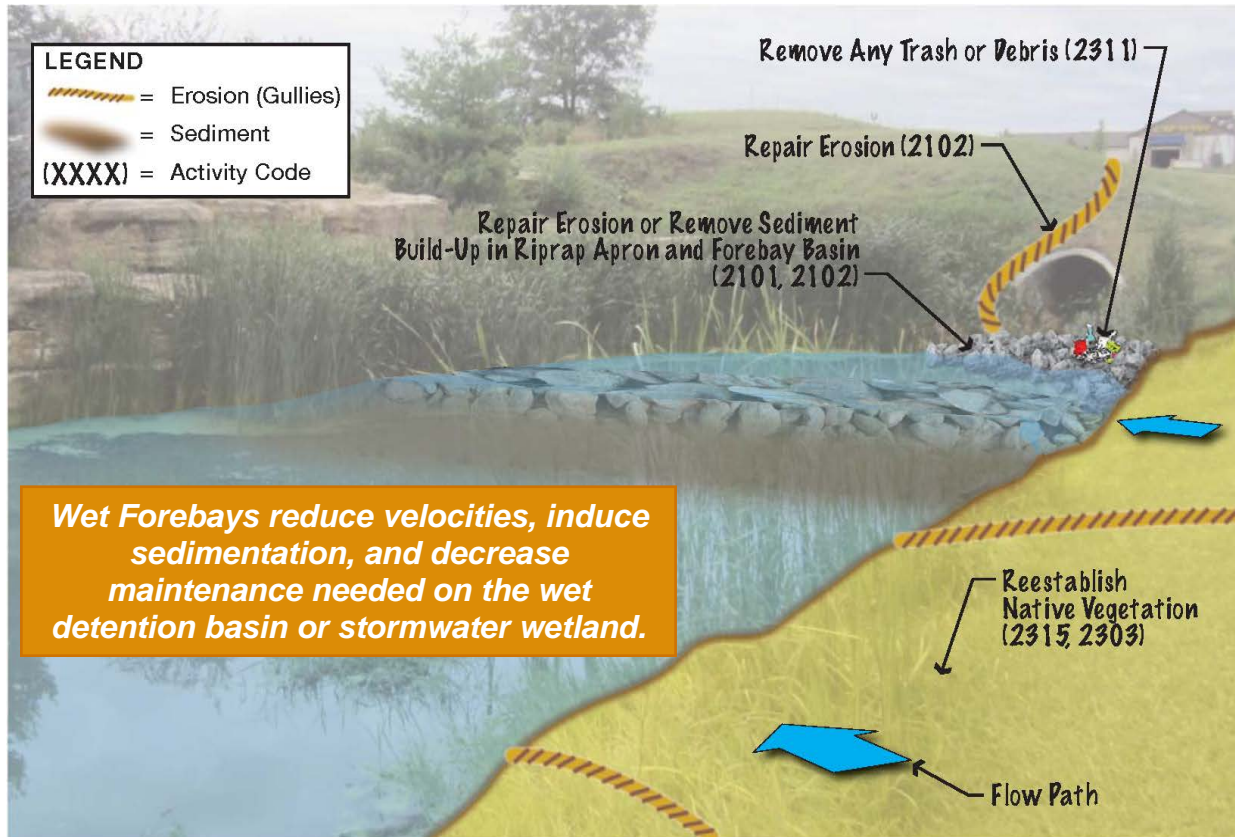 LEGEND
= Erosion (Gullies)
= Sediment
(XXXX) = Activity Code
Remove Any Trash or Debris (2311)
Repair Erosion (2102)
Repair Erosion or Remove Sediment
Build-Up in Riprap Apron and Forebay Basin
(2101, 2102)
Wet Forebays reduce velocities, induce
sedimentation, and decrease
maintenance needed on the wet
detention basin or stormwater wetland.
Reestablish
Native Vegetation
(2315, 2303)
Flow Path